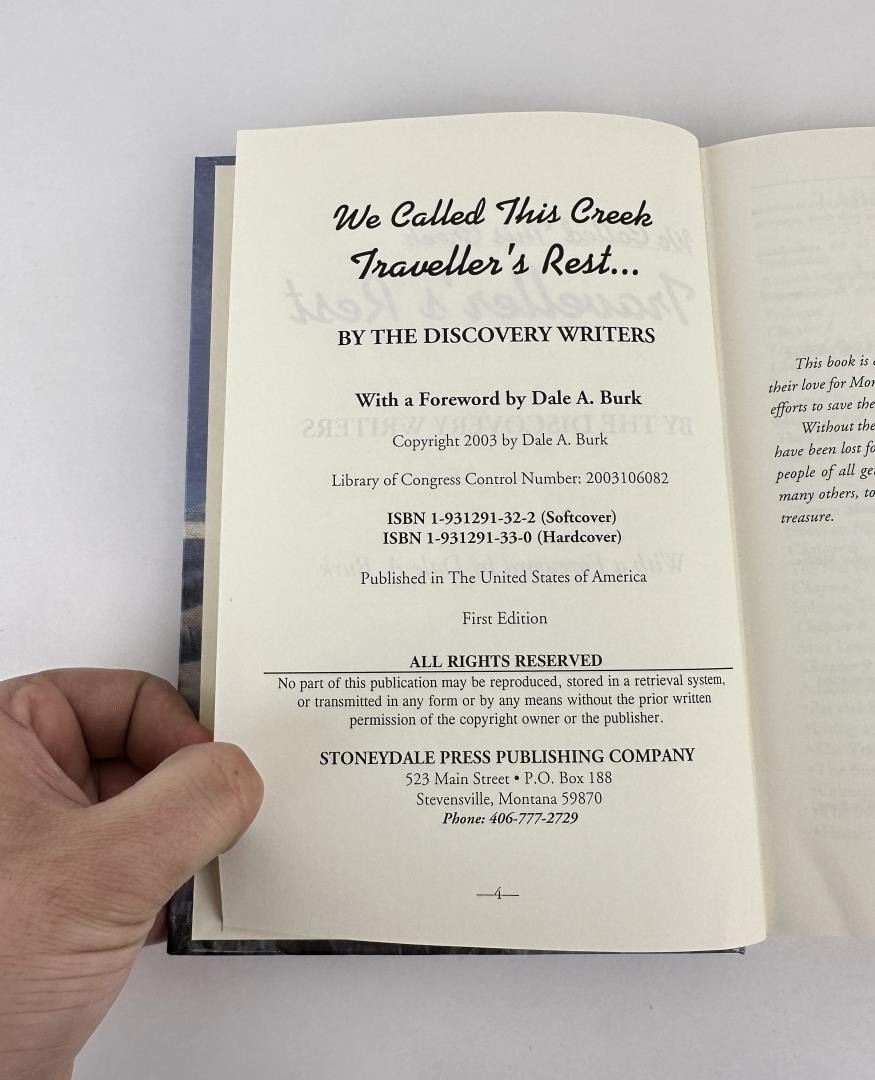 We Called This Creek
Traveller's Rest...
BY THE DISCOVERY WRITERS
With a Foreword by Dale A. Burk
Copyright 2003 by Dale A. Burk
Library of Congress Control Number: 2003106082
ISBN 1-931291-32-2 (Softcover)
ISBN 1-931291-33-0 (Hardcover)
Published in The United States of America
First Edition
ALL RIGHTS RESERVED
No part of this publication may be reproduced, stored in a retrieval system,
or transmitted in any form or by any means without the prior written
permission of the copyright owner or the publisher.
STONEYDALE PRESS PUBLISHING COMPANY
523 Main Street • P.O. Box 188
Stevensville, Montana 59870
Phone: 406-777-2729
—4—
This book is
their love for
efforts to save the
Without the
have been lost
people of all
many others, to
treasure.